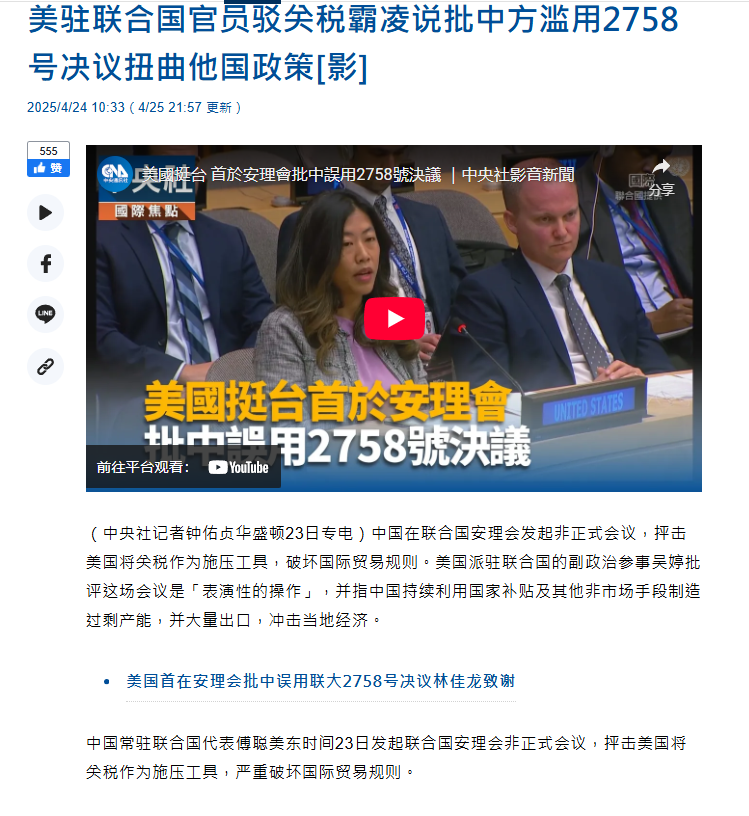 美驻联合国官员驳关税霸凌说批中方滥用2758
号决议扭曲他国政策[影]
2025/4/24 10:33（4/25 21:57 更新）
555
赞
CNA
中央通訊社
央社
美國挺台 首於安理會批中誤用2758號決議 ｜中央社影音新聞
分享
國際焦點
聯合國提供
UNITED STATES
美國挺台首於安理會
批中誤用2758號決議
前往平台观看：
YouTube
LINE
（中央社记者钟佑贞华盛顿23日专电）中国在联合国安理会发起非正式会议，抨击
美国将关税作为施压工具，破坏国际贸易规则。美国派驻联合国的副政治参事吴婷批
评这场会议是「表演性的操作」，并指中国持续利用国家补贴及其他非市场手段制造
过剩产能，并大量出口，冲击当地经济。
美国首在安理会批中误用联大2758号决议林佳龙致谢
中国常驻联合国代表傅聪美东时间23日发起联合国安理会非正式会议，抨击美国将
关税作为施压工具，严重破坏国际贸易规则。